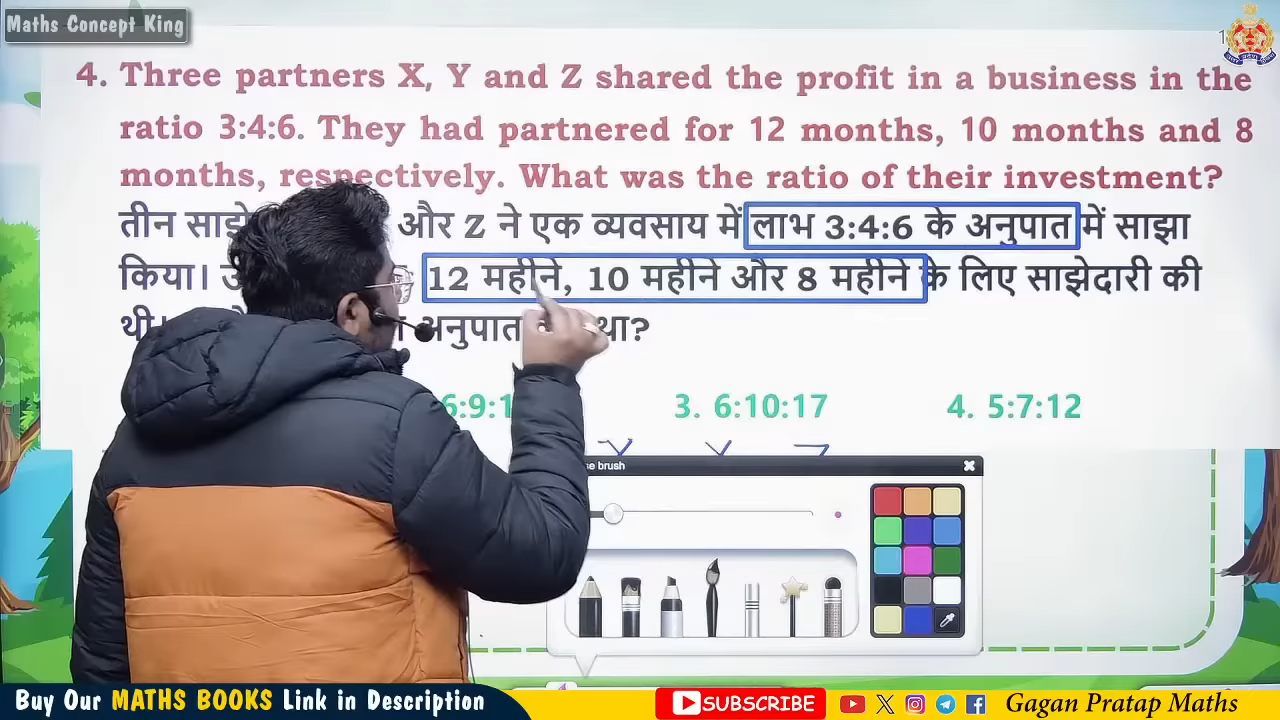 Maths Concept King
4. Three partners X, Y and Z shared the profit in a business in the
ratio 3:4:6. They had partnered for 12 months, 10 months and 8
months, respectively. What was the ratio of their investment?
तीन और Z ने एक व्यवसाय में लाभ 3:4:6 के अनुपात में साझा
किया। 12 महीने, 10 महीने और 8 महीने के लिए साझेदारी की
थी। अनुपात था?
6:9: 3. 6:10:17 4. 5:7:12
brush
Buy Our MATHS BOOKS Link in Description SUBSCRIBE Gagan Pratap Maths